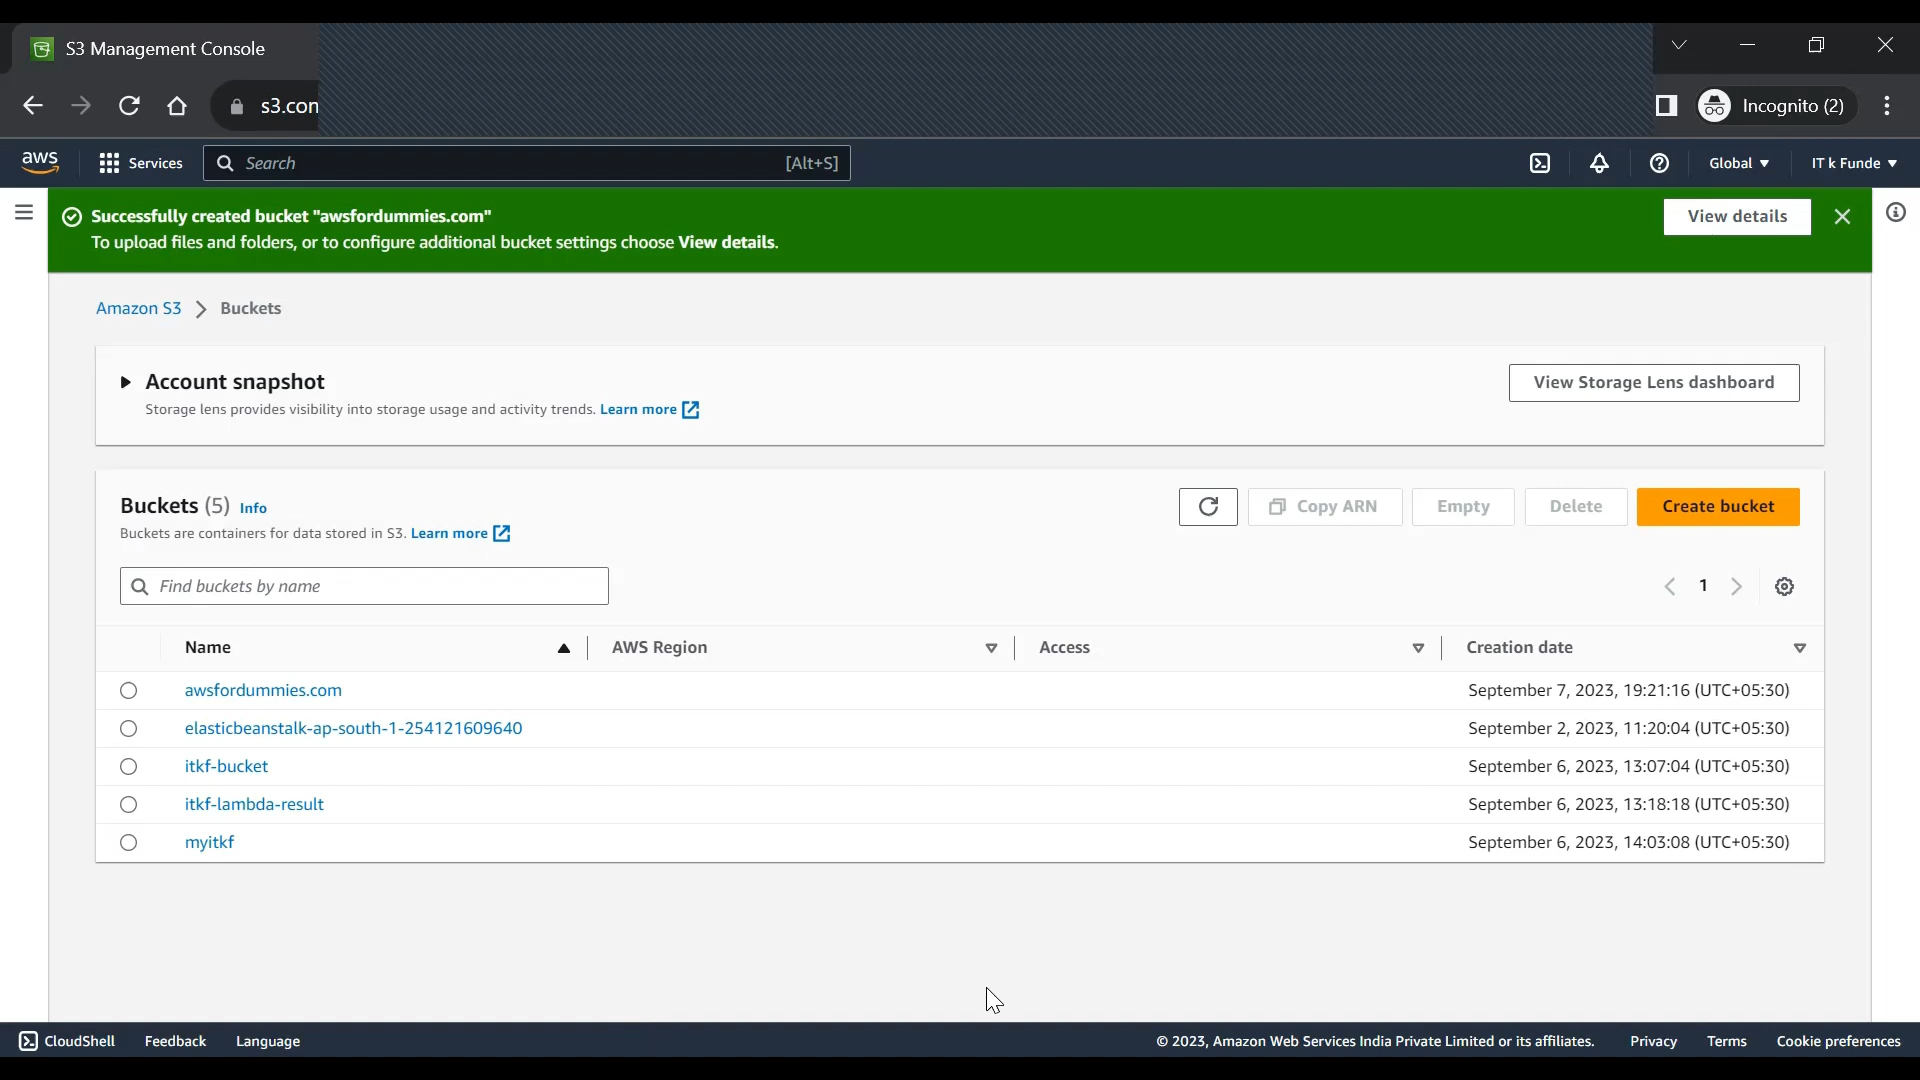 S3 Management Console
s3.con
Incognito (2)
aws
Services
Search
[Alt+S]
Global
IT k Funde
Successfully created bucket "awsfordummies.com"
To upload files and folders, or to configure additional bucket settings choose View details.
View details
Amazon S3
Buckets
Account snapshot
Storage lens provides visibility into storage usage and activity trends. Learn more
View Storage Lens dashboard
Buckets (5) Info
Buckets are containers for data stored in S3. Learn more
Copy ARN
Empty
Delete
Create bucket
Find buckets by name
1
Name AWS Region Access Creation date
awsfordummies.com September 7, 2023, 19:21:16 (UTC+05:30)
elasticbeanstalk-ap-south-1-254121609640 September 2, 2023, 11:20:04 (UTC+05:30)
itkf-bucket September 6, 2023, 13:07:04 (UTC+05:30)
itkf-lambda-result September 6, 2023, 13:18:18 (UTC+05:30)
myitkf September 6, 2023, 14:03:08 (UTC+05:30)
CloudShell Feedback Language © 2023, Amazon Web Services India Private Limited or its affiliates. Privacy Terms Cookie preferences